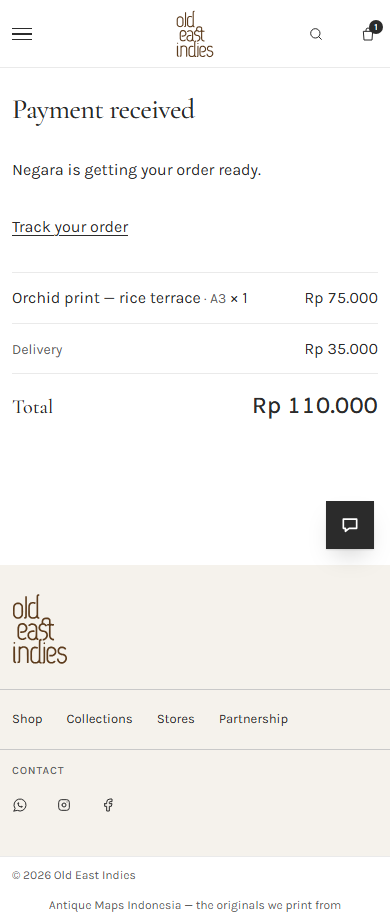 old
east
indies
1
Payment received
Negara is getting your order ready.
Track your order
Orchid print — rice terrace · A3 × 1 Rp 75.000
Delivery Rp 35.000
Total Rp 110.000
old
east
indies
Shop Collections Stores Partnership
CONTACT
© 2026 Old East Indies
Antique Maps Indonesia — the originals we print from